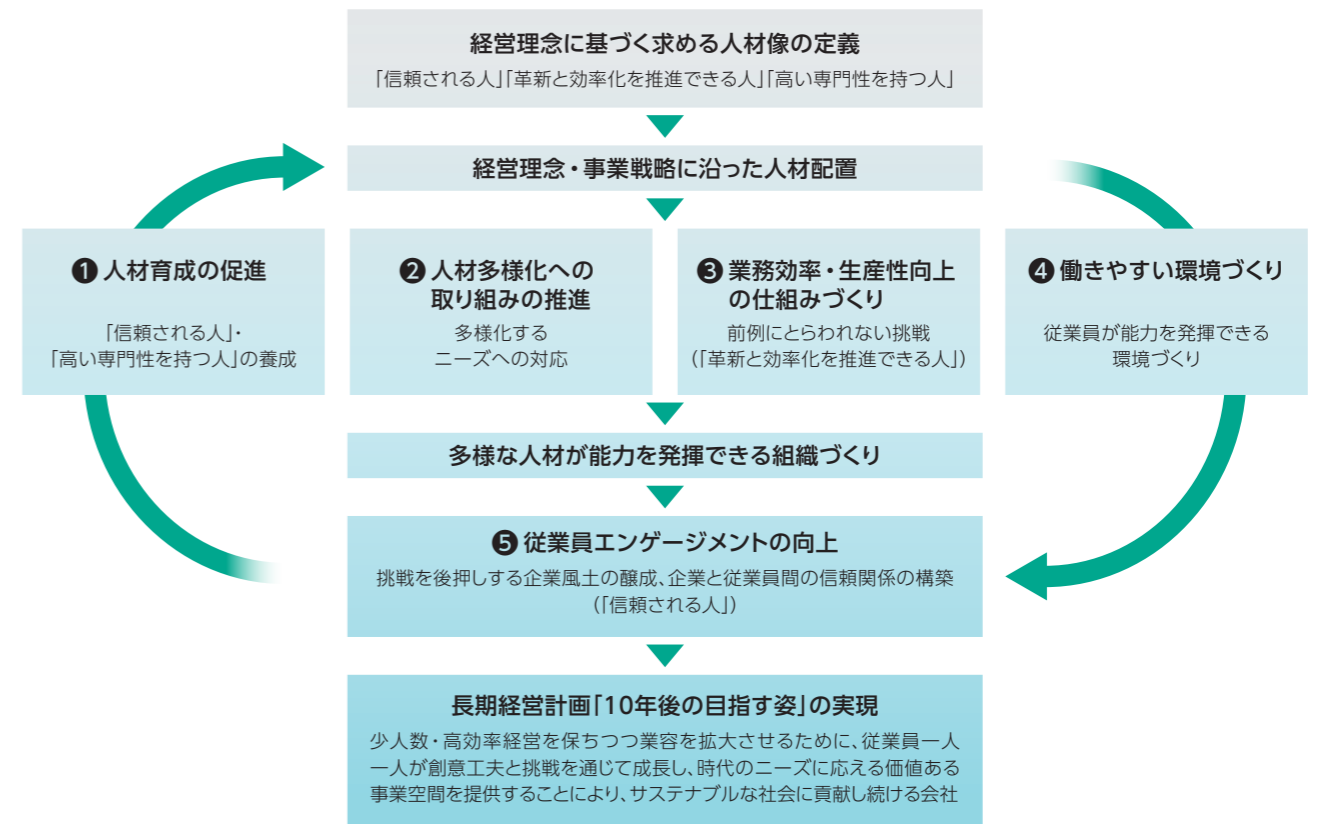 経営理念に基づく求める人材像の定義
「信頼される人」「革新と効率化を推進できる人」「高い専門性を持つ人」
経営理念・事業戦略に沿った人材配置
❶ 人材育成の促進
「信頼される人」・
「高い専門性を持つ人」の養成
❷ 人材多様化への
取り組みの推進
多様化する
ニーズへの対応
❸ 業務効率・生産性向上
の仕組みづくり
前例にとらわれない挑戦
（「革新と効率化を推進できる人」）
❹ 働きやすい環境づくり
従業員が能力を発揮できる
環境づくり
多様な人材が能力を発揮できる組織づくり
❺ 従業員エンゲージメントの向上
挑戦を後押しする企業風土の醸成、企業と従業員間の信頼関係の構築
（「信頼される人」）
長期経営計画「10年後の目指す姿」の実現
少人数・高効率経営を保ちつつ業容を拡大させるために、従業員一人
一人が創意工夫と挑戦を通じて成長し、時代のニーズに応える価値ある
事業空間を提供することにより、サステナブルな社会に貢献し続ける会社